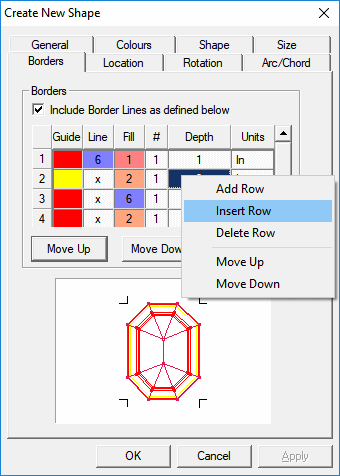 Create New Shape
General Colours Shape Size
Borders Location Rotation Arc/Chord
Borders
Include Border Lines as defined below
Guide Line Fill # Depth Units
1 6 1 1 1 In
2 x 2 1
3 x 6 1
4 x 2 1
Add Row
Insert Row
Delete Row
Move Up
Move Down
Move Up Move Dow
OK Cancel Apply